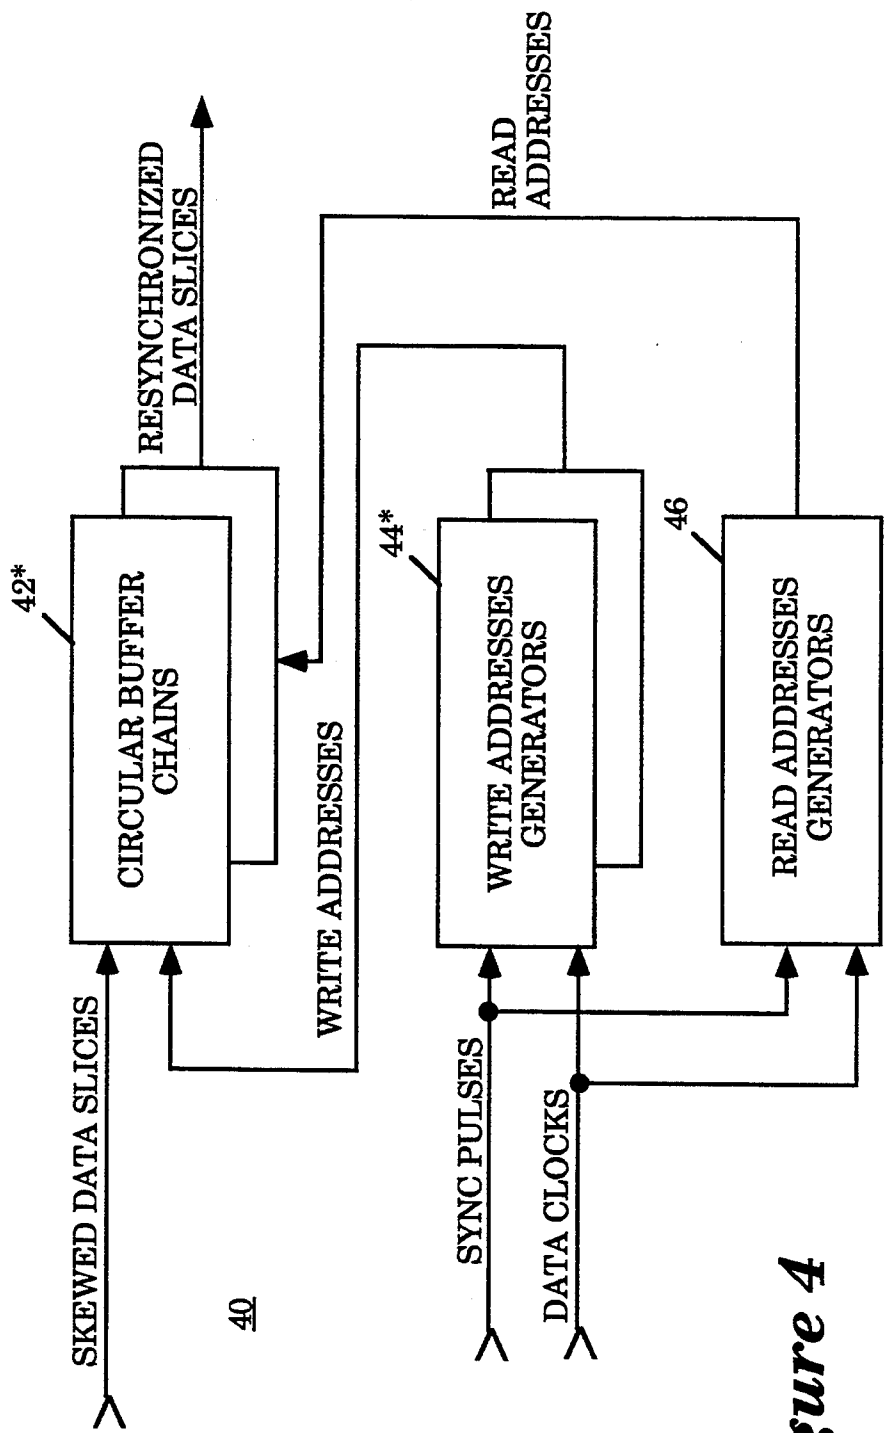 SKEWED DATA SLICES
42*
CIRCULAR BUFFER
CHAINS
RESYNCHRONIZED
DATA SLICES
40
WRITE ADDRESSES
READ
ADDRESSES
SYNC PULSES
DATA CLOCKS
44*
WRITE ADDRESSES
GENERATORS
46
READ ADDRESSES
GENERATORS
gure 4